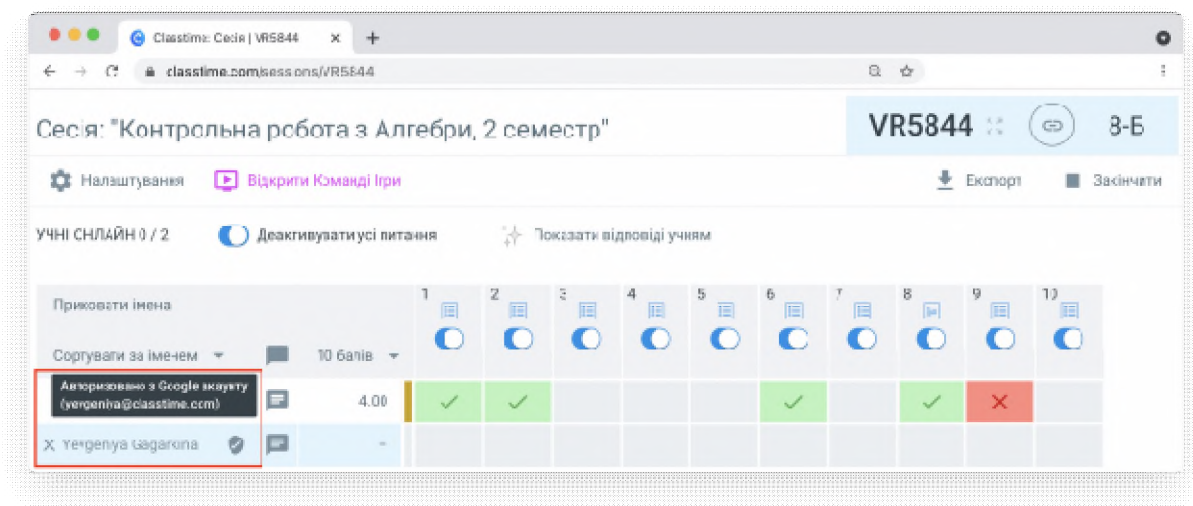 Classtime: Сесія | VR5844
classtime.com/sessions/VR5844
Сесія: "Контрольна робота з Алгебри, 2 семестр"
VR5844
8-Б
Налаштування
Відкрити Команді Ігри
Експорт
Закінчити
УЧНІ ОНЛАЙН 0 / 2
Деактивувати усі питання
Показати відповіді учням
Приховати імена
1 2 3 4 5 6 7 8 9 10
Сортувати за іменем
10 балів
Авторизовано з Google акаунту
(yevgeniya@classtime.com)
4.00
Yevgeniya
-